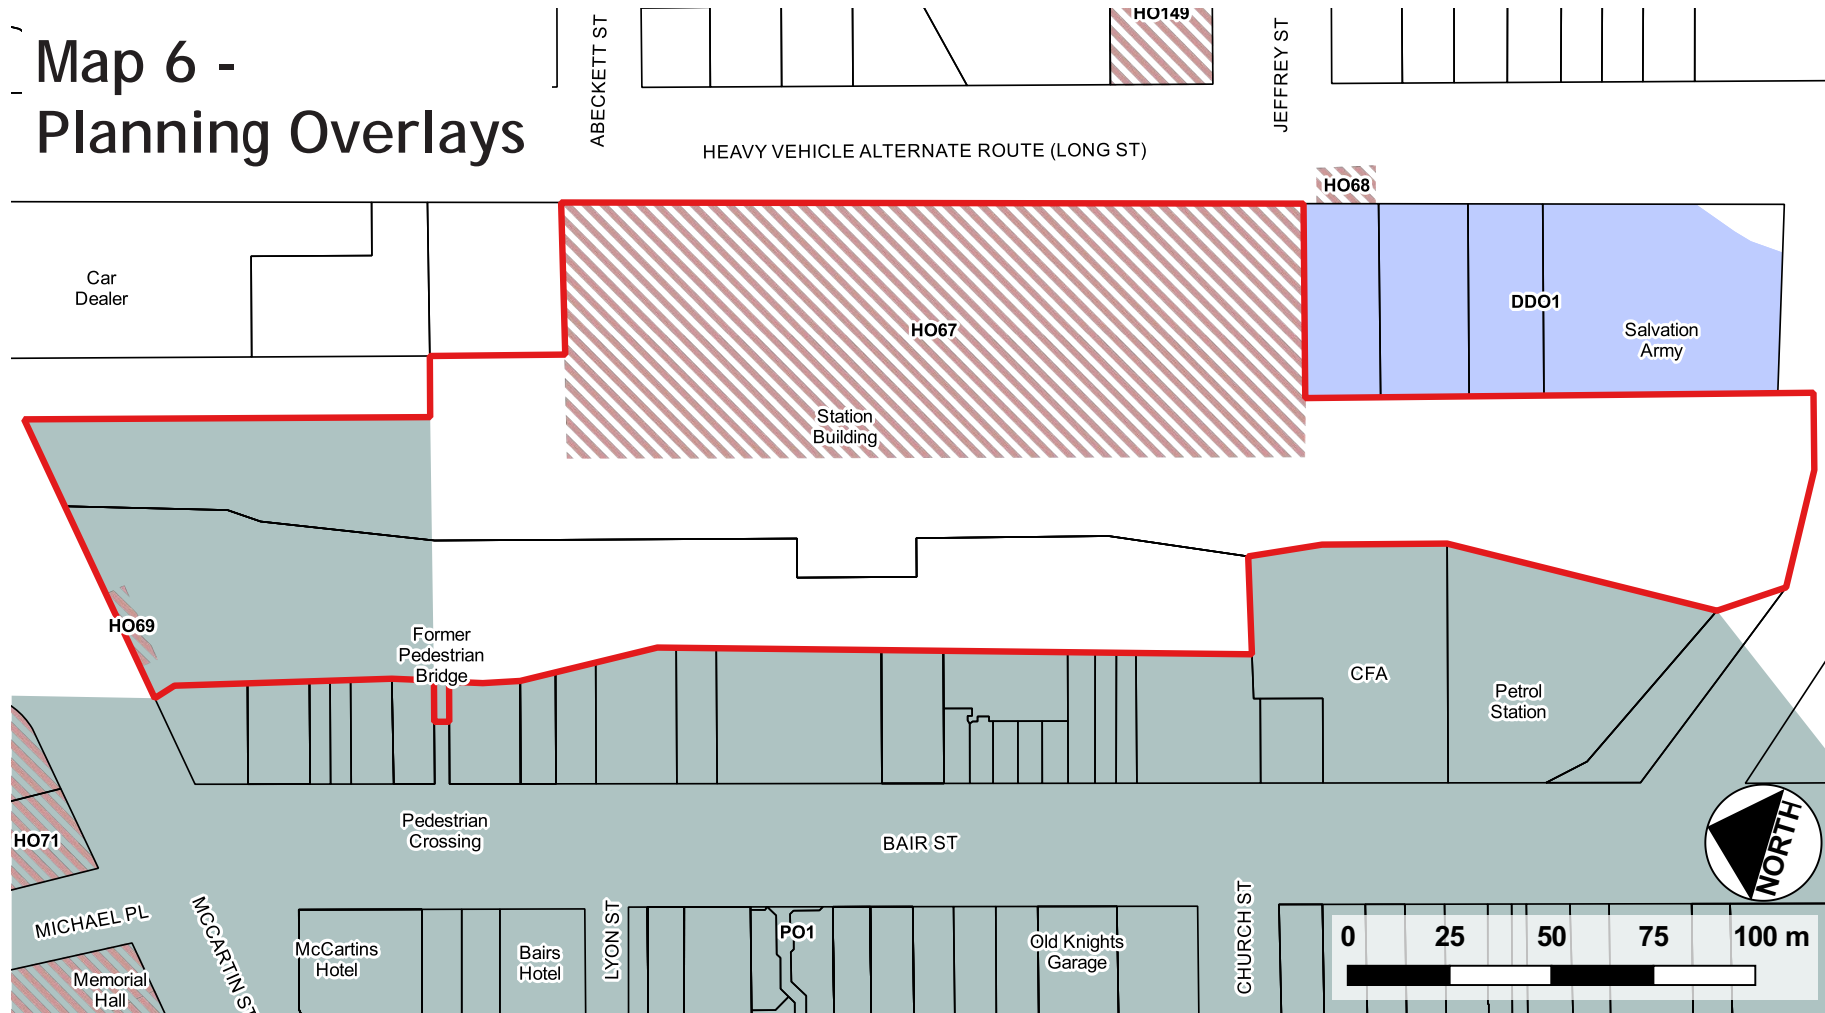 Map 6 -
Planning Overlays
HO149
ABECKETT ST
JEFFREY ST
HEAVY VEHICLE ALTERNATE ROUTE (LONG ST)
HO68
Car
Dealer
HO67
DDO1
Salvation
Army
Station
Building
HO69
Former
Pedestrian
Bridge
CFA
Petrol
Station
Pedestrian
Crossing
BAIR ST
HO71
NORTH
MICHAEL PL
MCCARTIN ST
McCartins
Hotel
Bairs
Hotel
LYON ST
PO1
Old Knights
Garage
CHURCH ST
0 25 50 75 100 m
Memorial
Hall